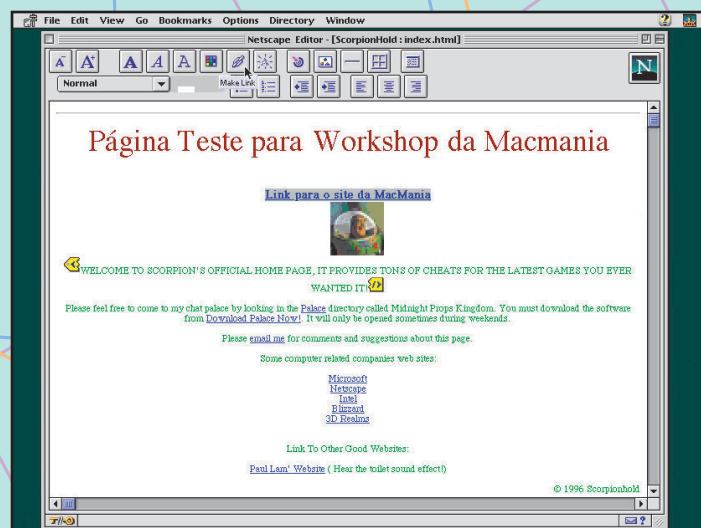 File Edit View Go Bookmarks Options Directory Window
Netscape Editor - [ScorpionHold : index.html]
A A A A A
N
Normal
Make Link
Página Teste para Workshop da Macmania
Link para o site da MacMania
WELCOME TO SCORPION'S OFFICIAL HOME PAGE, IT PROVIDES TONS OF CHEATS FOR THE LATEST GAMES YOU EVER
WANTED IT!
Please feel free to come to my chat palace by looking in the Palace directory called Midnight Props Kingdom. You must download the software
from Download Palace Now!. It will only be opened sometimes during weekends.
Please email me for comments and suggestions about this page.
Some computer related companies web sites:
Microsoft
Netscape
Intel
Blizzard
3D Realms
Link To Other Good Websites:
Paul Lam' Website ( Hear the toilet sound effect!)
© 1996 Scorpionhold